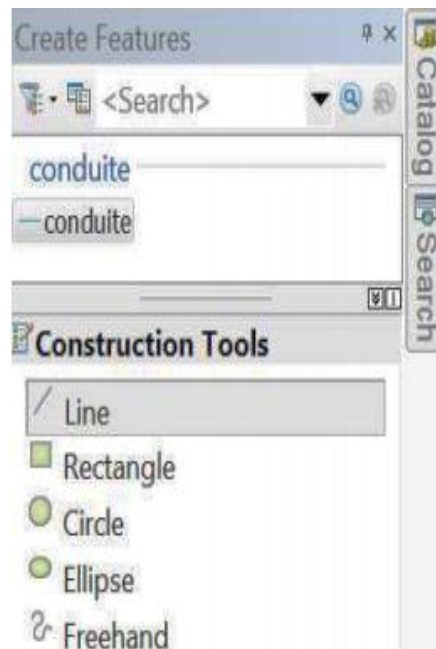 Create Features
<Search>
conduite
conduite
Construction Tools
Line
Rectangle
Circle
Ellipse
Freehand
Catalog
Search